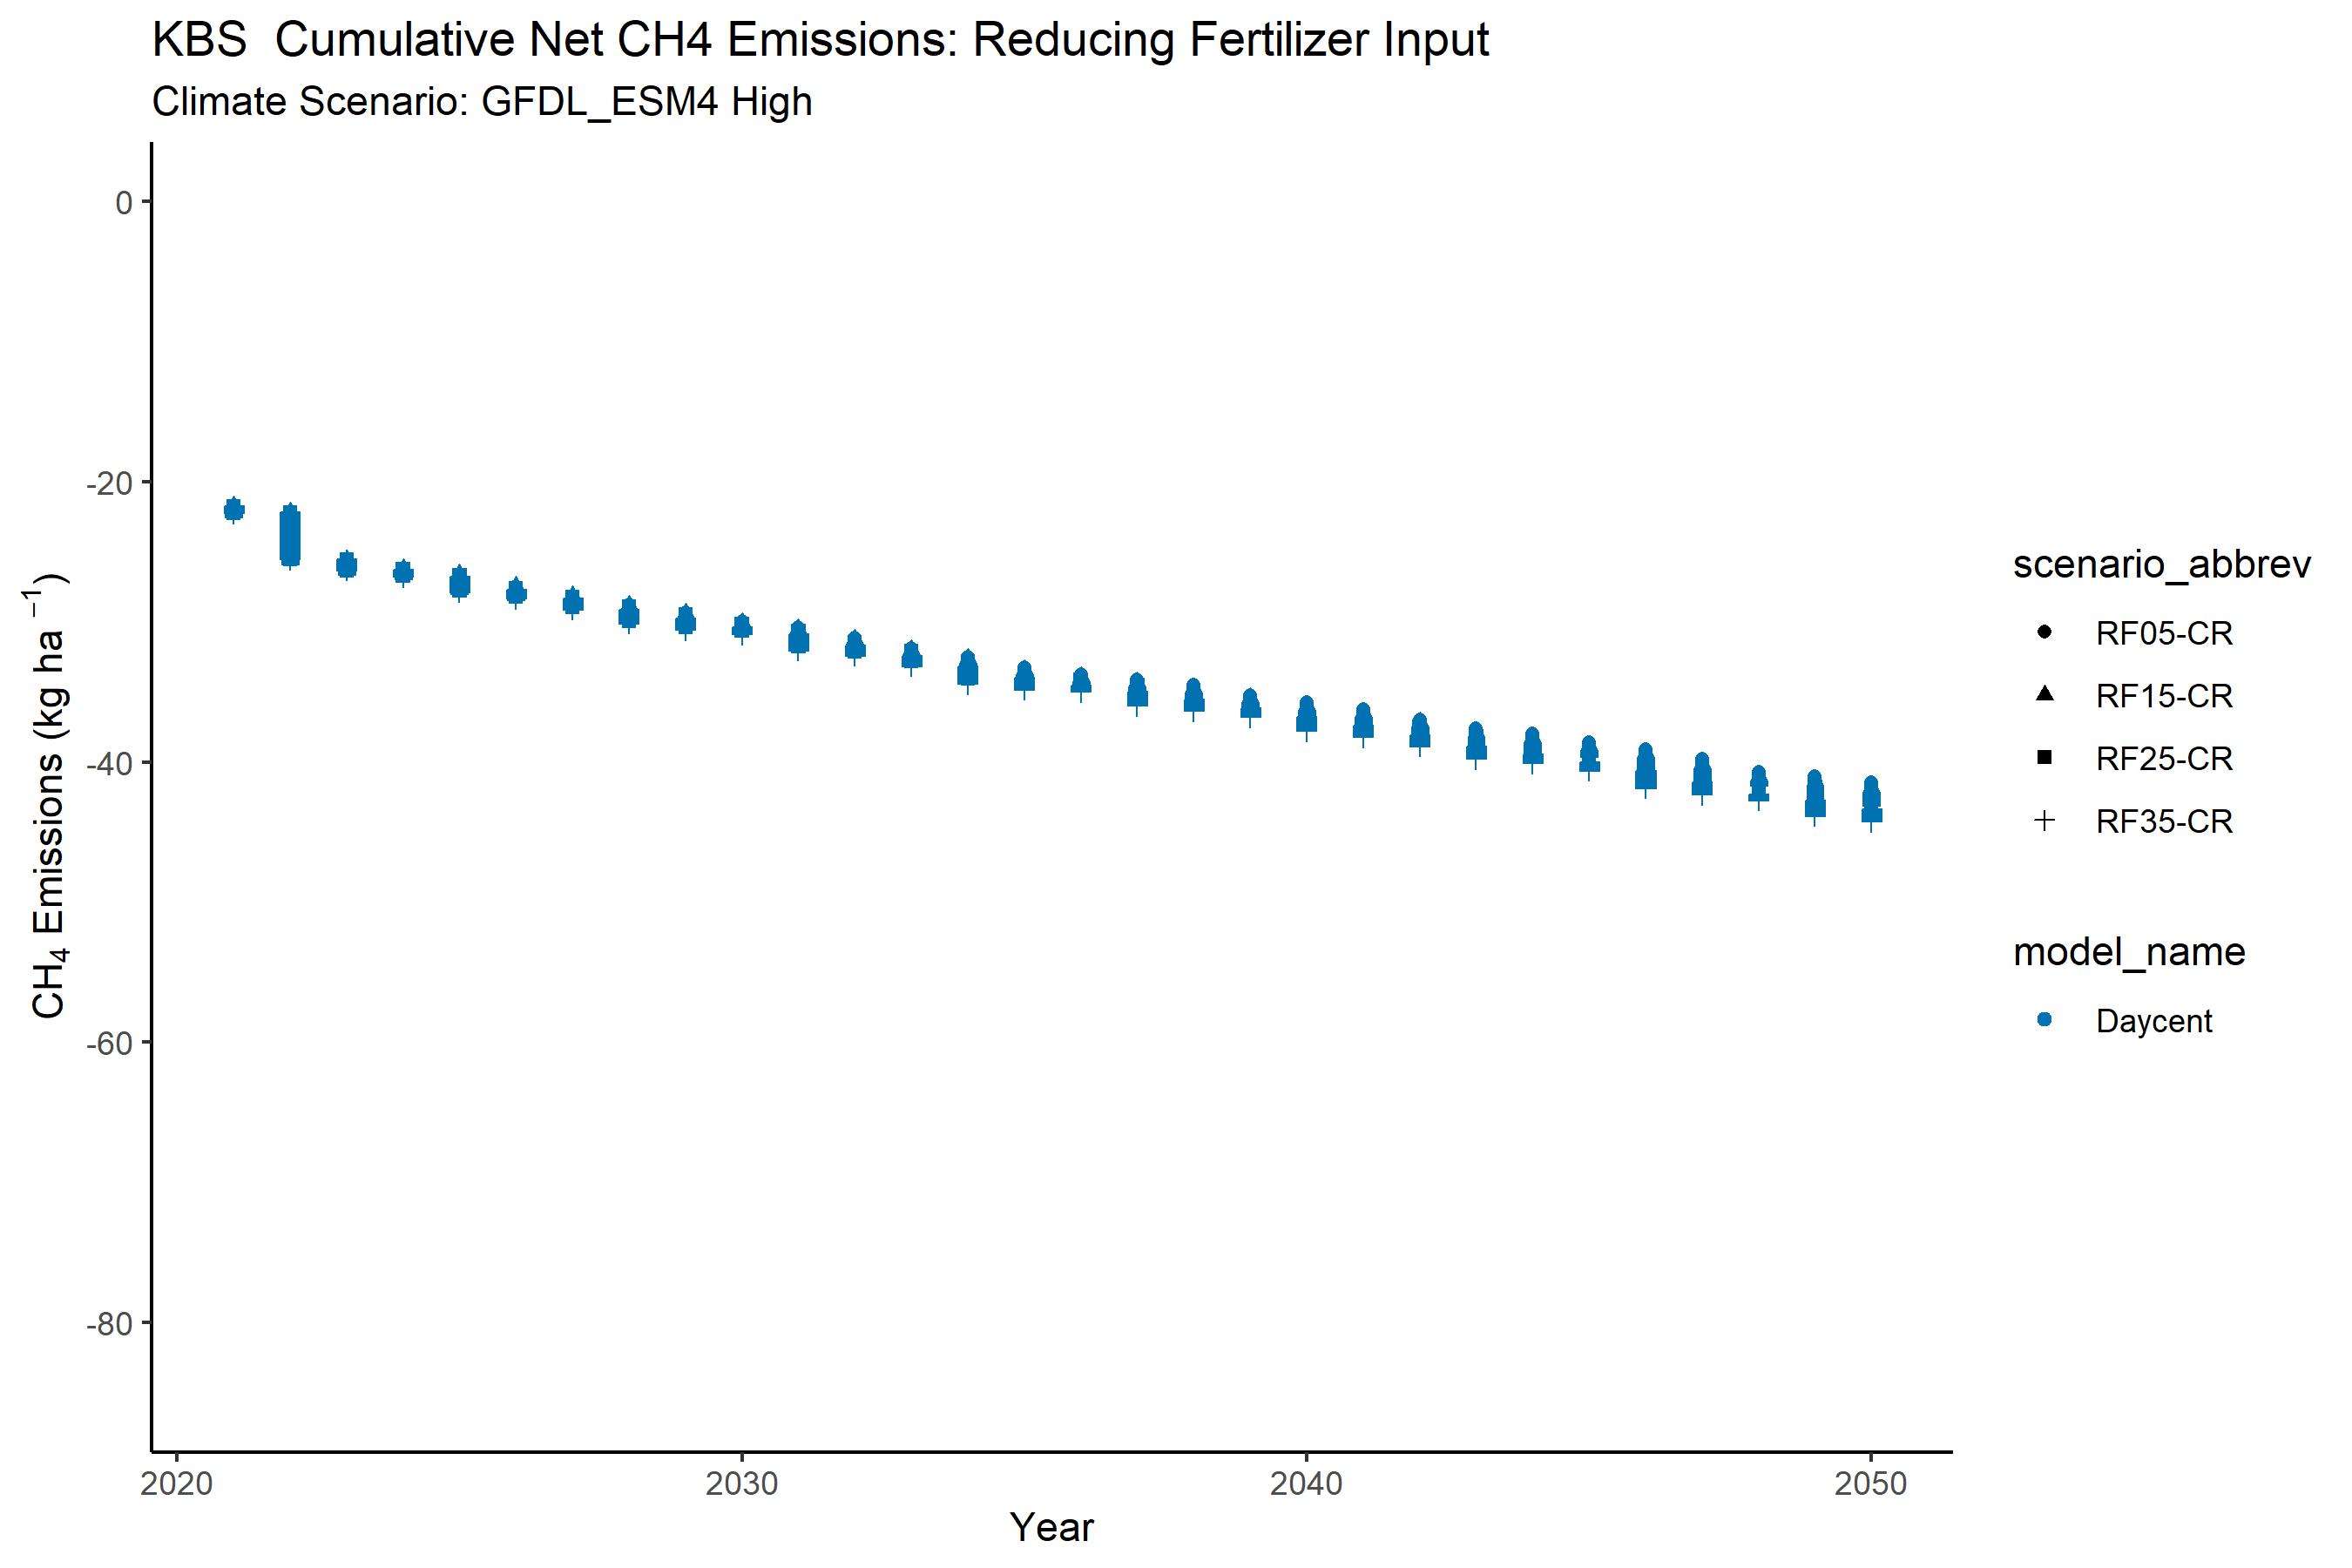 KBS  Cumulative Net CH4 Emissions: Reducing Fertilizer Input
Climate Scenario: GFDL_ESM4 High
0
-20
-40
-60
-80
CH₄ Emissions (kg ha ⁻¹)
2020
2030
2040
2050
Year
scenario_abbrev
RF05-CR
RF15-CR
RF25-CR
RF35-CR
model_name
Daycent